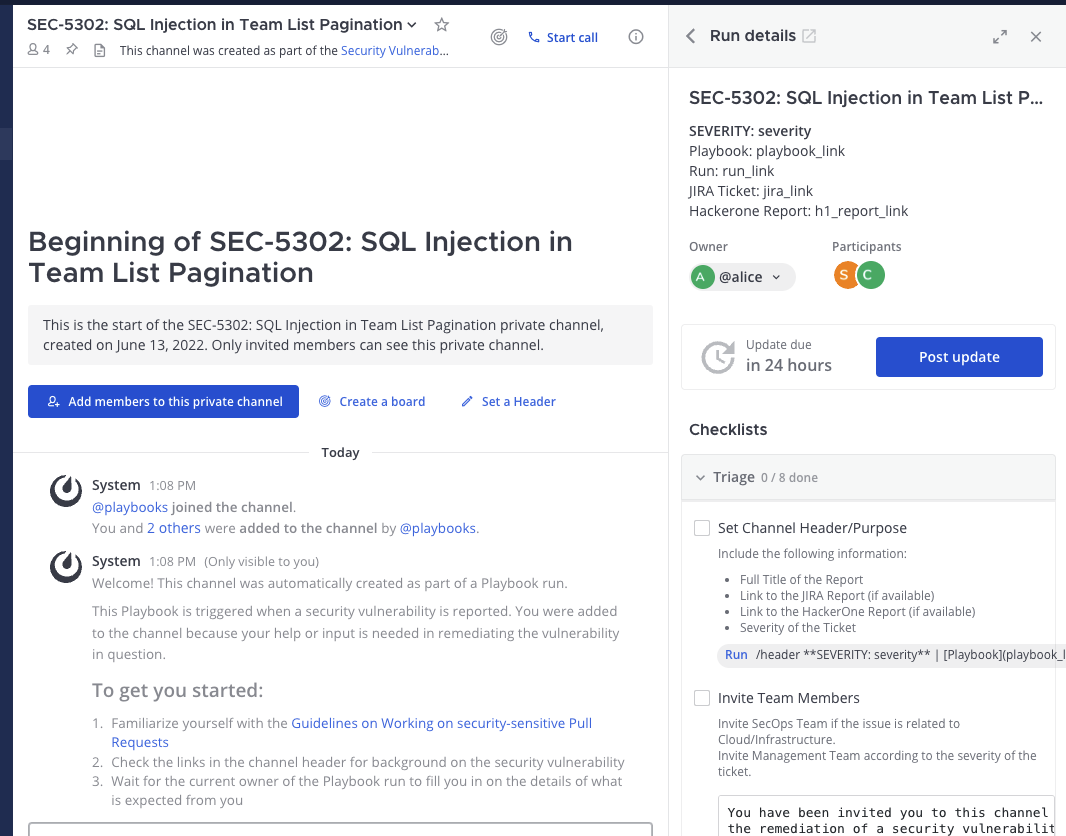 SEC-5302: SQL Injection in Team List Pagination
4
This channel was created as part of the Security Vulnerab...
Start call
Beginning of SEC-5302: SQL Injection in
Team List Pagination
This is the start of the SEC-5302: SQL Injection in Team List Pagination private channel,
created on June 13, 2022. Only invited members can see this private channel.
Add members to this private channel
Create a board
Set a Header
Today
System 1:08 PM
@playbooks joined the channel.
You and 2 others were added to the channel by @playbooks.
System 1:08 PM (Only visible to you)
Welcome! This channel was automatically created as part of a Playbook run.
This Playbook is triggered when a security vulnerability is reported. You were added
to the channel because your help or input is needed in remediating the vulnerability
in question.
To get you started:
1. Familiarize yourself with the Guidelines on Working on security-sensitive Pull
Requests
2. Check the links in the channel header for background on the security vulnerability
3. Wait for the current owner of the Playbook run to fill you in on the details of what
is expected from you
Run details
SEC-5302: SQL Injection in Team List P...
SEVERITY: severity
Playbook: playbook_link
Run: run_link
JIRA Ticket: jira_link
Hackerone Report: h1_report_link
Owner
Participants
A @alice
S C
Update due
in 24 hours
Post update
Checklists
Triage 0 / 8 done
Set Channel Header/Purpose
Include the following information:
• Full Title of the Report
• Link to the JIRA Report (if available)
• Link to the HackerOne Report (if available)
• Severity of the Ticket
Run /header **SEVERITY: severity** | [Playbook](playbook_l
Invite Team Members
Invite SecOps Team if the issue is related to
Cloud/Infrastructure.
Invite Management Team according to the severity of the
ticket.
You have been invited you to this channel
the remediation of a security vulnerabilit